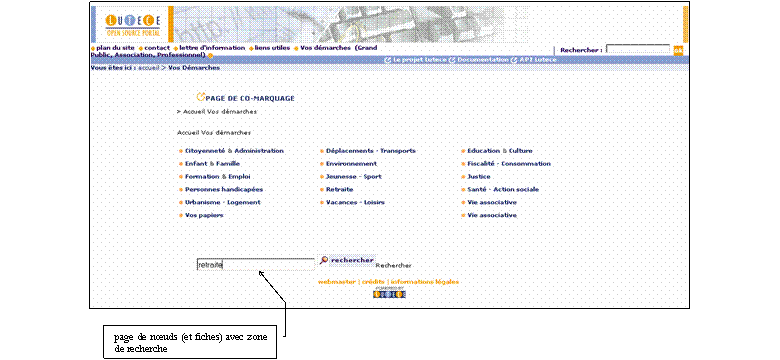 LUTECE
OPEN SOURCE PORTAL
http://
plan du site contact lettre d'information liens utiles Vos démarches (Grand
Public, Association, Professionnel)
Rechercher :
OK
Le projet Lutece Documentation API Lutece
Vous êtes ici : accueil > Vos Démarches
PAGE DE CO-MARQUAGE
> Accueil Vos démarches
Accueil Vos démarches
Citoyenneté & Administration Déplacements - Transports Education & Culture
Enfant & Famille Environnement Fiscalité - Consommation
Formation & Emploi Jeunesse - Sport Justice
Personnes handicapées Retraite Santé - Action sociale
Urbanisme - Logement Vacances - Loisirs Vie associative
Vos papiers Vie associative
retraite rechercher Rechercher
webmaster | crédits | informations légales
LUTECE
page de nœuds (et fiches) avec zone
de recherche